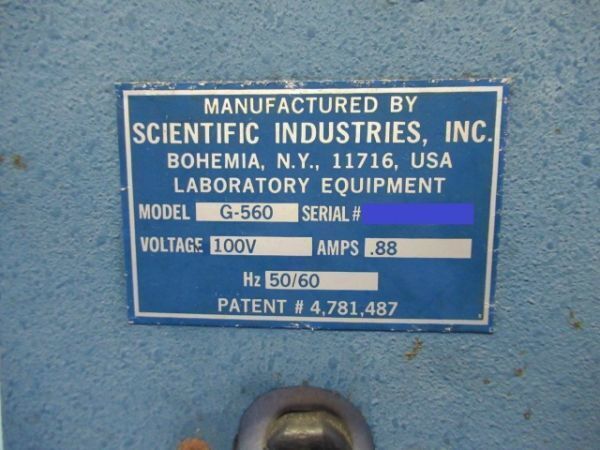 MANUFACTURED BY
SCIENTIFIC INDUSTRIES, INC.
BOHEMIA, N.Y., 11716, USA
LABORATORY EQUIPMENT
MODEL G-560 SERIAL #
VOLTAGE 100V AMPS .88
Hz 50/60
PATENT # 4,781,487